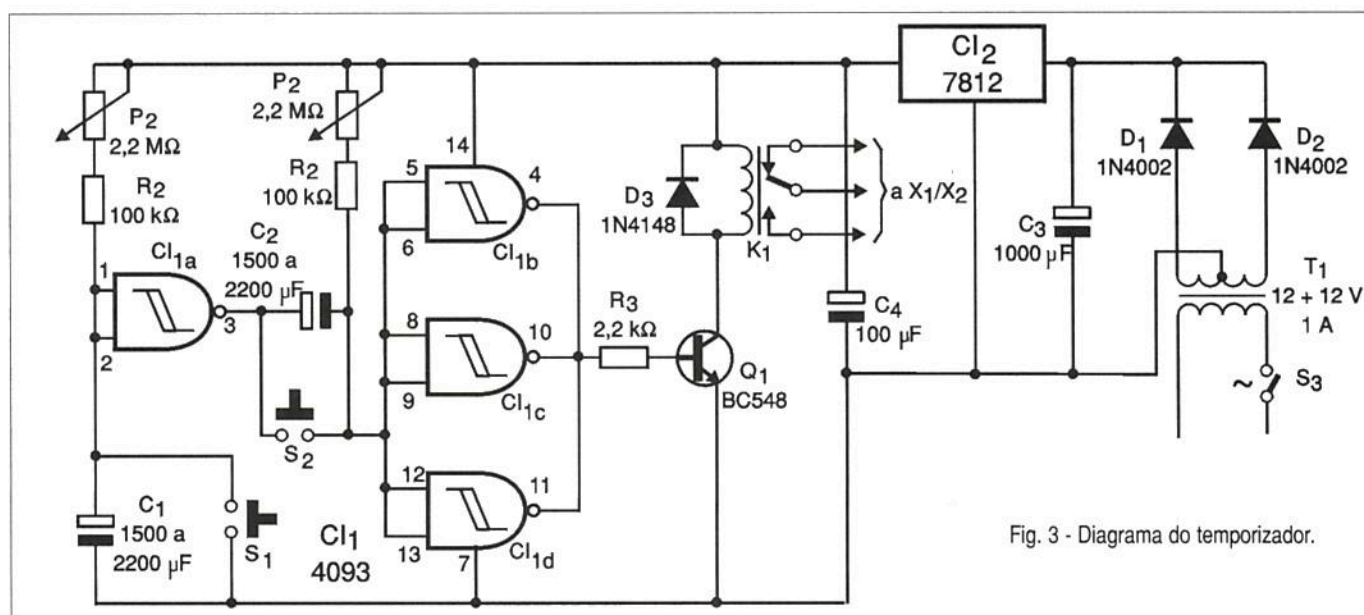 P2
2,2 MΩ
R2
100 kΩ
CI1a
1
2
3
C2
1500 a
2200 µF
P2
2,2 MΩ
R2
100 kΩ
S2
C1
1500 a
2200 µF
S1
CI1
4093
14
5
6
4
CI1b
8
9
10
CI1c
12
13
11
7
CI1d
R3
2,2 kΩ
Q1
BC548
D3
1N4148
K1
a X1/X2
C4
100 µF
CI2
7812
C3
1000 µF
D1
1N4002
D2
1N4002
T1
12 + 12 V
1 A
~
S3
Fig. 3 - Diagrama do temporizador.